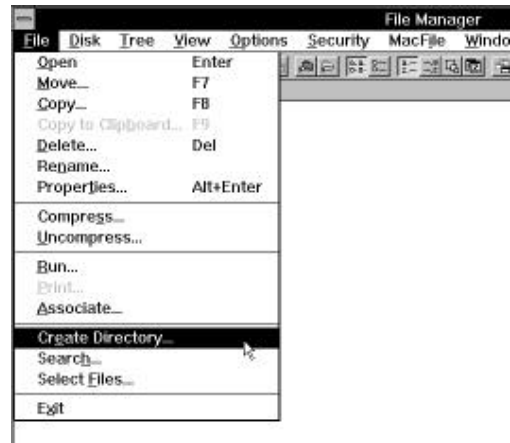 File Manager
File Disk Tree View Options Security MacFile Windo
Open Enter
Move... F7
Copy... F8
Copy to Clipboard... F9
Delete... Del
Rename...
Properties... Alt+Enter
Compress...
Uncompress...
Run...
Print...
Associate...
Create Directory...
Search...
Select Files...
Exit